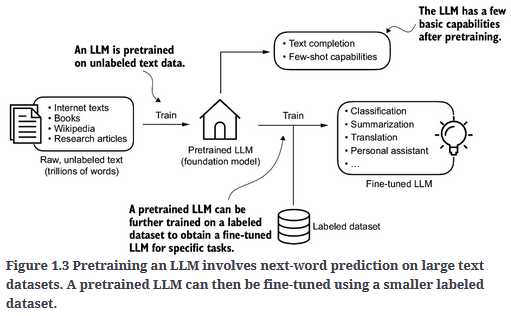 The LLM has a few
basic capabilities
after pretraining.
An LLM is pretrained
on unlabeled text data.
• Text completion
• Few-shot capabilities
• Internet texts
• Books
• Wikipedia
• Research articles
Raw, unlabeled text
(trillions of words)
Train
Pretrained LLM
(foundation model)
Train
• Classification
• Summarization
• Translation
• Personal assistant
• ...
Fine-tuned LLM
A pretrained LLM can be
further trained on a labeled
dataset to obtain a fine-tuned
LLM for specific tasks.
Labeled dataset
Figure 1.3 Pretraining an LLM involves next-word prediction on large text
datasets. A pretrained LLM can then be fine-tuned using a smaller labeled
dataset.